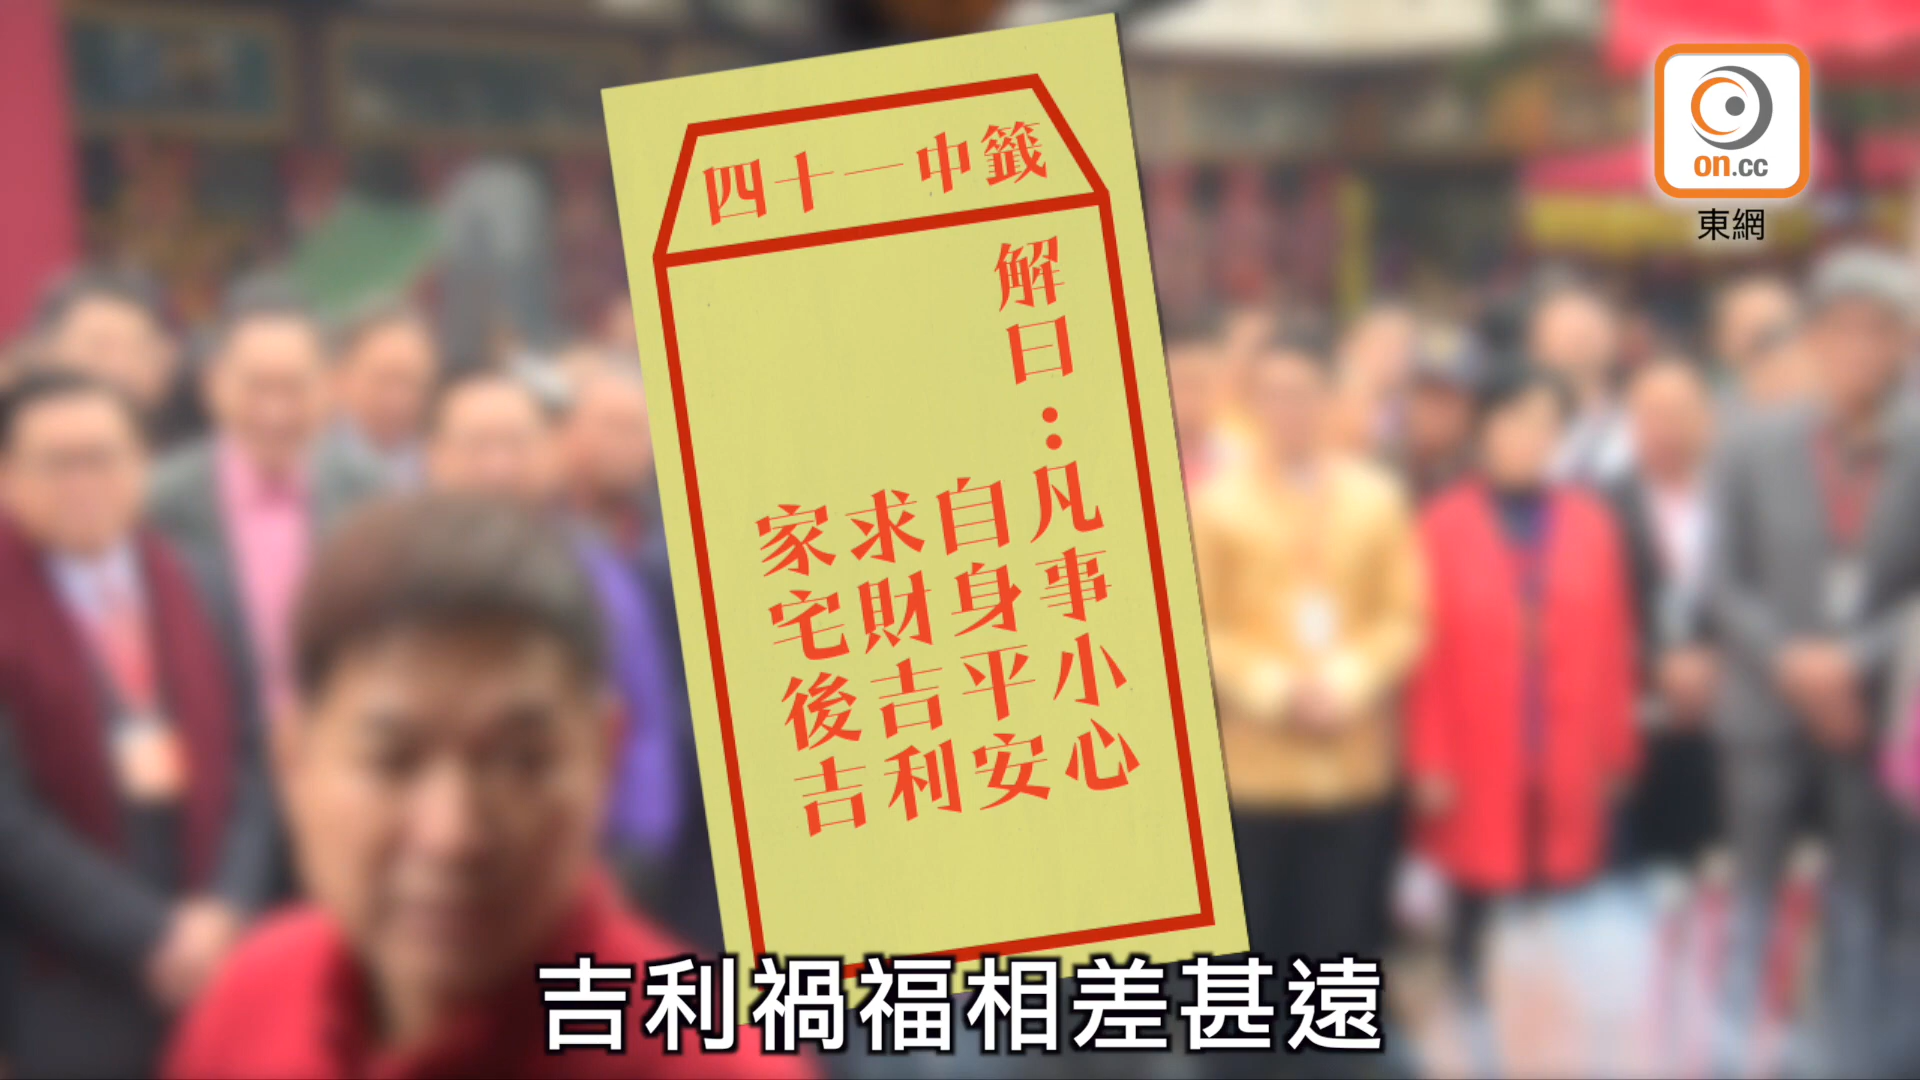 四十一中籤
解曰：凡事小心
自身平安
求財吉利
家宅後吉
on.cc
東網
吉利禍福相差甚遠